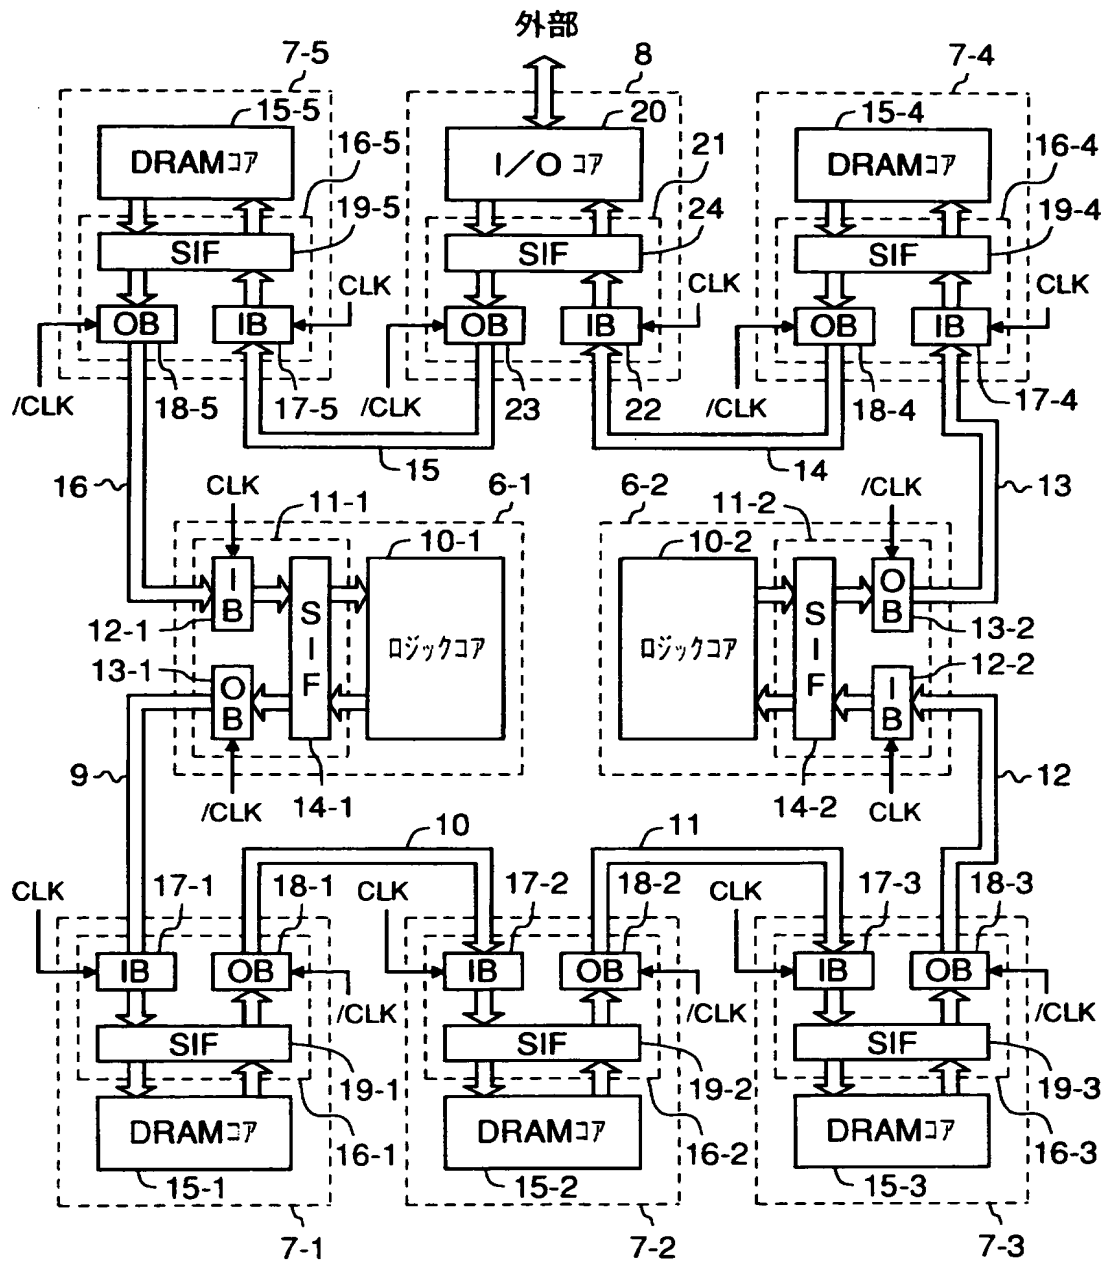 外部
7-5
8
7-4
15-5
20
15-4
DRAMコア
16-5
I/O コア
21
DRAMコア
16-4
19-5
24
19-4
SIF
SIF
SIF
CLK
CLK
CLK
OB
IB
OB
IB
OB
IB
/CLK
18-5
17-5
/CLK
23
22
/CLK
18-4
17-4
15
14
16
CLK
6-1
6-2
/CLK
13
11-1
11-2
10-1
10-2
IB
SIF
ロジックコア
ロジックコア
SIF
OB
12-1
13-2
13-1
12-2
OB
IB
9
12
/CLK
14-1
14-2
CLK
10
11
CLK
17-1
18-1
CLK
17-2
18-2
CLK
17-3
18-3
IB
OB
IB
OB
IB
OB
/CLK
/CLK
/CLK
SIF
SIF
SIF
19-1
19-2
19-3
DRAMコア
DRAMコア
DRAMコア
16-1
16-2
16-3
15-1
15-2
15-3
7-1
7-2
7-3